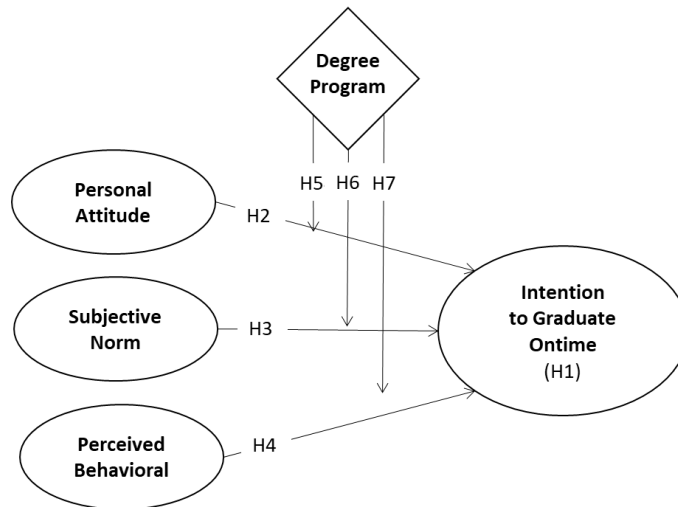 Degree
Program
H5
H6
H7
Personal
Attitude
H2
Subjective
Norm
H3
Intention
to Graduate
Ontime
(H1)
Perceived
Behavioral
H4